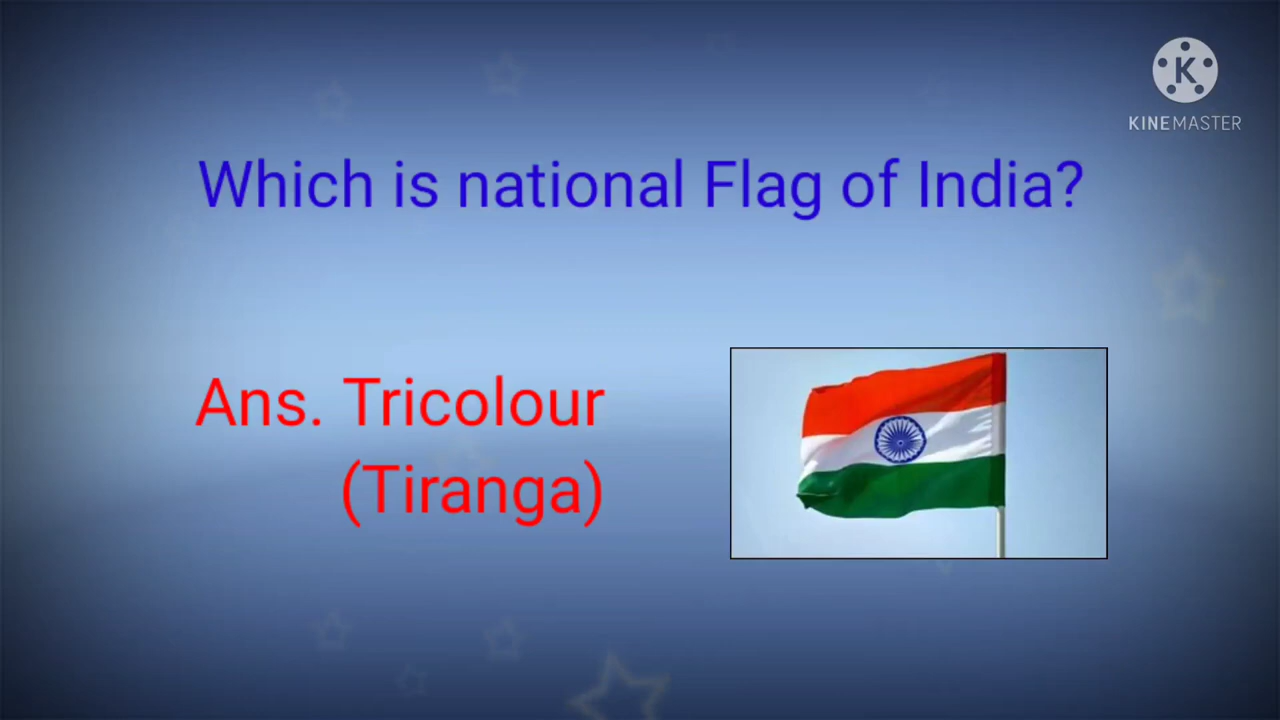 K
KINEMASTER
Which is national Flag of India?
Ans. Tricolour
(Tiranga)